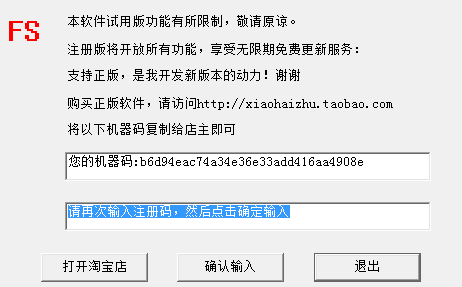 FS
本软件试用版功能有所限制，敬请原谅。
注册版将开放所有功能，享受无限期免费更新服务：
支持正版，是我开发新版本的动力！谢谢
购买正版软件，请访问http://xiaohaizhu.taobao.com
将以下机器码复制给店主即可
您的机器码:b6d94eac74a34e36e33add416aa4908e
请再次输入注册码，然后点击确定输入
打开淘宝店 确认输入 退出